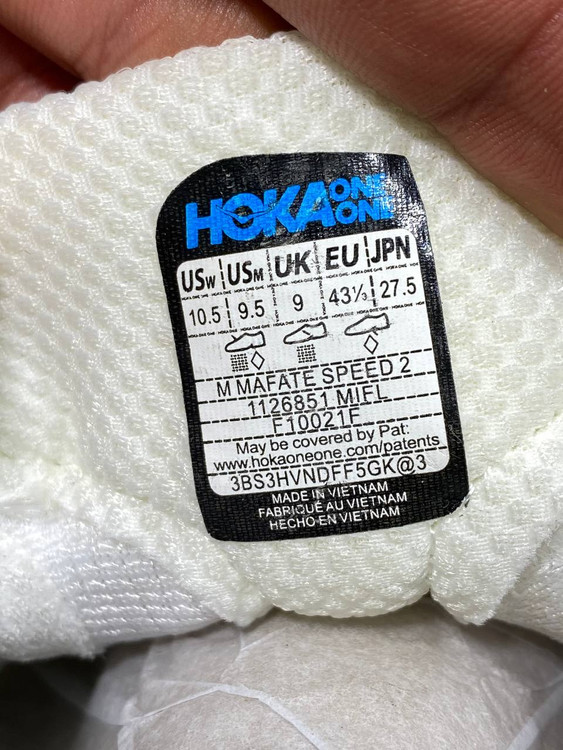 HOKA ONE ONE
USW USM UK EU JPN
10.5 9.5 9 43⅓ 27.5
M MAFATE SPEED 2
1126851 MIFL
F10021F
May be covered by Pat:
www.hokaoneone.com/patents
3BS3HVNDFF5GK@3
MADE IN VIETNAM
FABRIQUÉ AU VIETNAM
HECHO EN VIETNAM